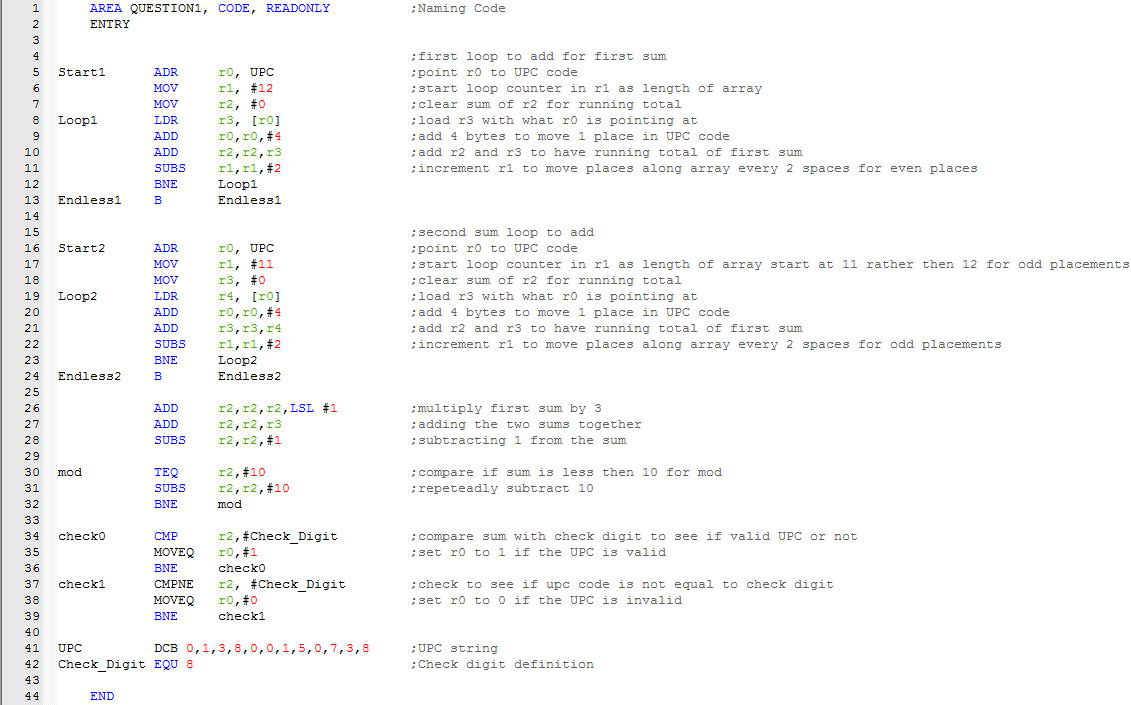 1 AREA QUESTION1, CODE, READONLY ;Naming Code
2 ENTRY
3
4 ;first loop to add for first sum
5 Start1 ADR r0, UPC ;point r0 to UPC code
6 MOV r1, #12 ;start loop counter in r1 as length of array
7 MOV r2, #0 ;clear sum of r2 for running total
8 Loop1 LDR r3, [r0] ;load r3 with what r0 is pointing at
9 ADD r0,r0,#4 ;add 4 bytes to move 1 place in UPC code
10 ADD r2,r2,r3 ;add r2 and r3 to have running total of first sum
11 SUBS r1,r1,#2 ;increment r1 to move places along array every 2 spaces for even places
12 BNE Loop1
13 Endless1 B Endless1
14
15 ;second sum loop to add
16 Start2 ADR r0, UPC ;point r0 to UPC code
17 MOV r1, #11 ;start loop counter in r1 as length of array start at 11 rather then 12 for odd placements
18 MOV r3, #0 ;clear sum of r2 for running total
19 Loop2 LDR r4, [r0] ;load r3 with what r0 is pointing at
20 ADD r0,r0,#4 ;add 4 bytes to move 1 place in UPC code
21 ADD r3,r3,r4 ;add r2 and r3 to have running total of first sum
22 SUBS r1,r1,#2 ;increment r1 to move places along array every 2 spaces for odd placements
23 BNE Loop2
24 Endless2 B Endless2
25
26 ADD r2,r2,r2,LSL #1 ;multiply first sum by 3
27 ADD r2,r2,r3 ;adding the two sums together
28 SUBS r2,r2,#1 ;subtracting 1 from the sum
29
30 mod TEQ r2,#10 ;compare if sum is less then 10 for mod
31 SUBS r2,r2,#10 ;repeteadly subtract 10
32 BNE mod
33
34 check0 CMP r2,#Check_Digit ;compare sum with check digit to see if valid UPC or not
35 MOVEQ r0,#1 ;set r0 to 1 if the UPC is valid
36 BNE check0
37 check1 CMPNE r2, #Check_Digit ;check to see if upc code is not equal to check digit
38 MOVEQ r0,#0 ;set r0 to 0 if the UPC is invalid
39 BNE check1
40
41 UPC DCB 0,1,3,8,0,0,1,5,0,7,3,8 ;UPC string
42 Check_Digit EQU 8 ;Check digit definition
43
44 END